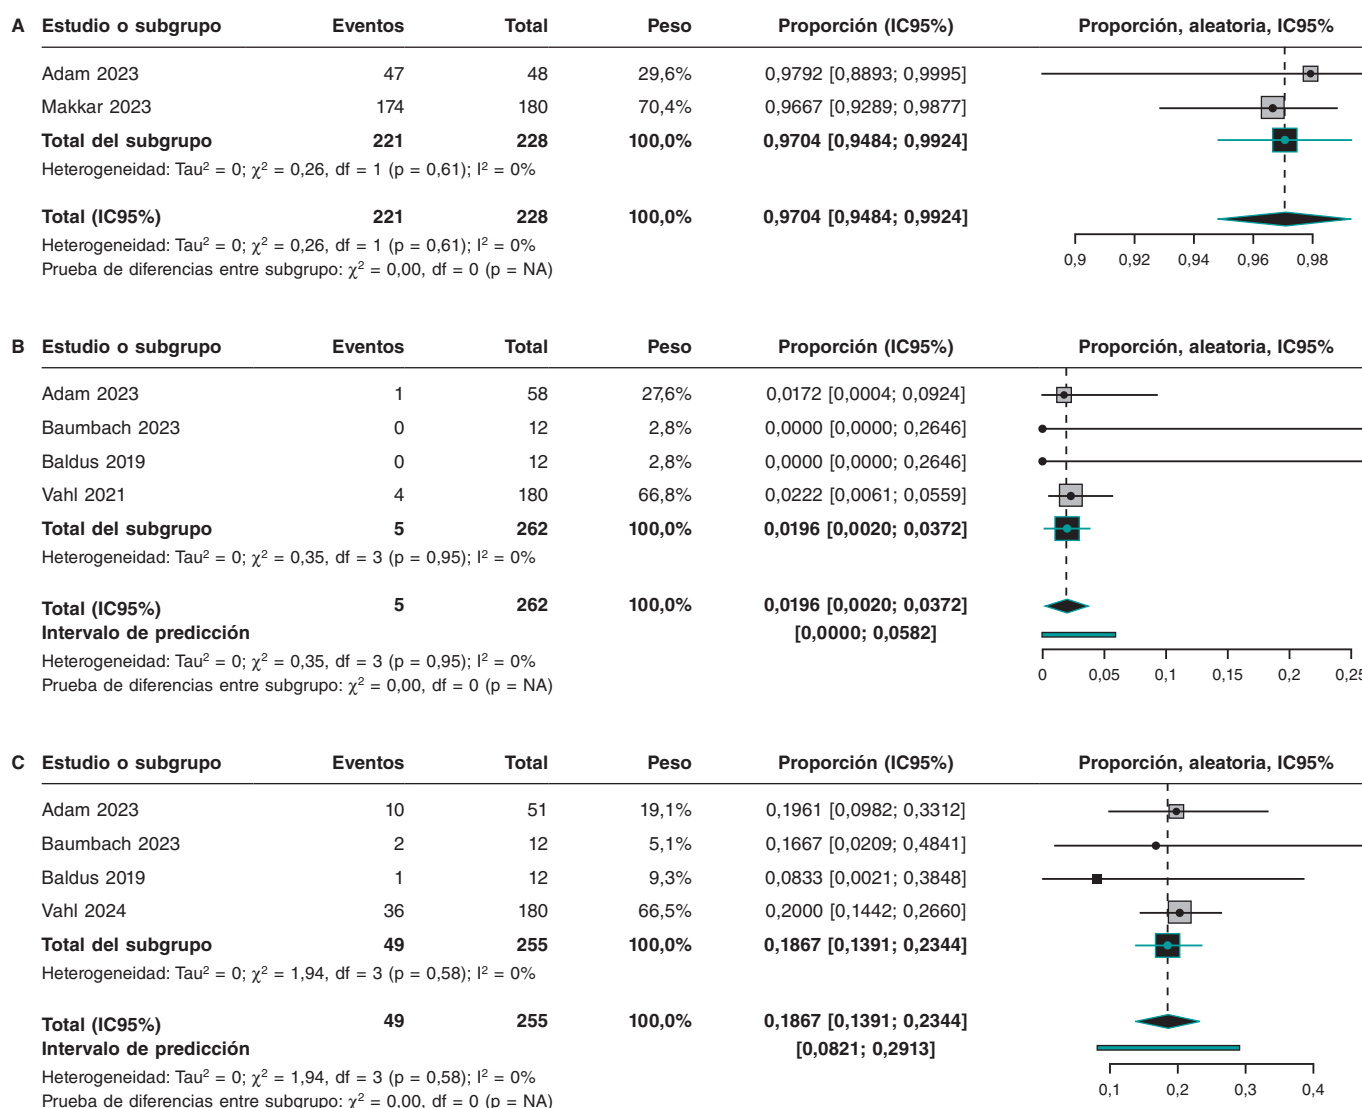 A Estudio o subgrupo Eventos Total Peso Proporción (IC95%) Proporción, aleatoria, IC95%
Adam 2023 47 48 29,6% 0,9792 [0,8893; 0,9995]
Makkar 2023 174 180 70,4% 0,9667 [0,9289; 0,9877]
Total del subgrupo 221 228 100,0% 0,9704 [0,9484; 0,9924]
Heterogeneidad: Tau² = 0; χ² = 0,26, df = 1 (p = 0,61); I² = 0%
Total (IC95%) 221 228 100,0% 0,9704 [0,9484; 0,9924]
Heterogeneidad: Tau² = 0; χ² = 0,26, df = 1 (p = 0,61); I² = 0%
Prueba de diferencias entre subgrupo: χ² = 0,00, df = 0 (p = NA)
0,9 0,92 0,94 0,96 0,98
B Estudio o subgrupo Eventos Total Peso Proporción (IC95%) Proporción, aleatoria, IC95%
Adam 2023 1 58 27,6% 0,0172 [0,0004; 0,0924]
Baumbach 2023 0 12 2,8% 0,0000 [0,0000; 0,2646]
Baldus 2019 0 12 2,8% 0,0000 [0,0000; 0,2646]
Vahl 2021 4 180 66,8% 0,0222 [0,0061; 0,0559]
Total del subgrupo 5 262 100,0% 0,0196 [0,0020; 0,0372]
Heterogeneidad: Tau² = 0; χ² = 0,35, df = 3 (p = 0,95); I² = 0%
Total (IC95%) 5 262 100,0% 0,0196 [0,0020; 0,0372]
Intervalo de predicción [0,0000; 0,0582]
Heterogeneidad: Tau² = 0; χ² = 0,35, df = 3 (p = 0,95); I² = 0%
Prueba de diferencias entre subgrupo: χ² = 0,00, df = 0 (p = NA)
0 0,05 0,1 0,15 0,2 0,25
C Estudio o subgrupo Eventos Total Peso Proporción (IC95%) Proporción, aleatoria, IC95%
Adam 2023 10 51 19,1% 0,1961 [0,0982; 0,3312]
Baumbach 2023 2 12 5,1% 0,1667 [0,0209; 0,4841]
Baldus 2019 1 12 9,3% 0,0833 [0,0021; 0,3848]
Vahl 2024 36 180 66,5% 0,2000 [0,1442; 0,2660]
Total del subgrupo 49 255 100,0% 0,1867 [0,1391; 0,2344]
Heterogeneidad: Tau² = 0; χ² = 1,94, df = 3 (p = 0,58); I² = 0%
Total (IC95%) 49 255 100,0% 0,1867 [0,1391; 0,2344]
Intervalo de predicción [0,0821; 0,2913]
Heterogeneidad: Tau² = 0; χ² = 1,94, df = 3 (p = 0,58); I² = 0%
Prueba de diferencias entre subgrupo: χ² = 0,00, df = 0 (p = NA)
0,1 0,2 0,3 0,4